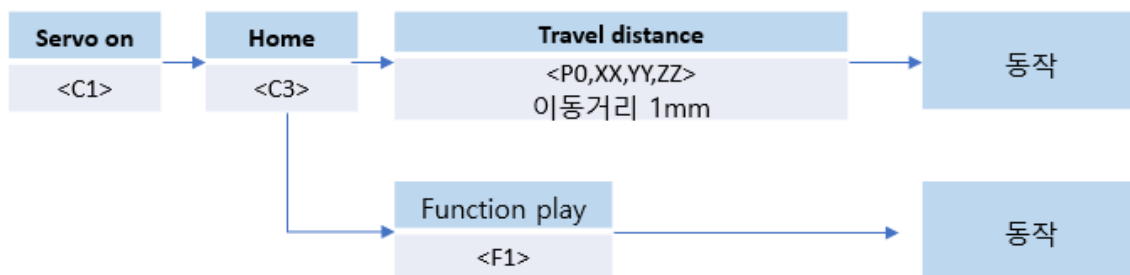 Servo on
<C1>
Home
<C3>
Travel distance
<P0,XX,YY,ZZ>
이동거리 1mm
동작
Function play
<F1>
동작